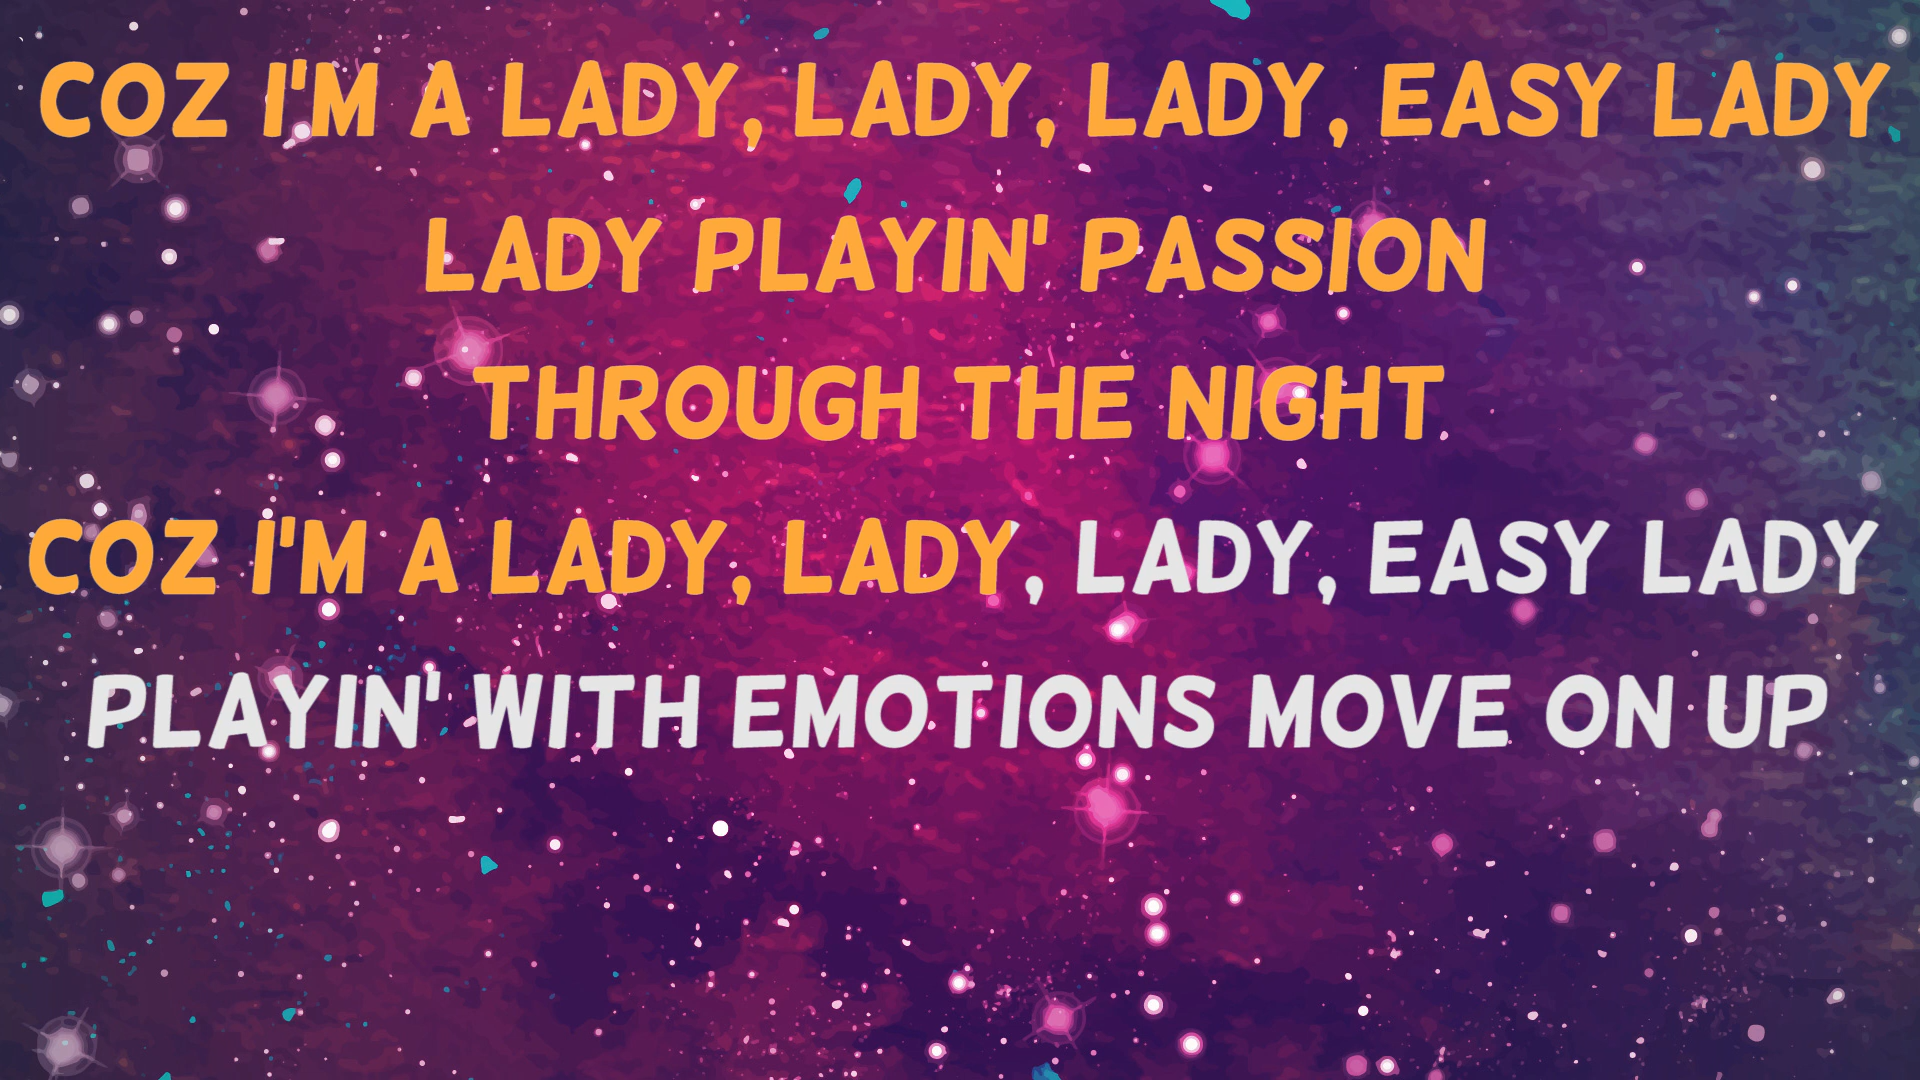 COZ I'M A LADY, LADY, LADY, EASY LADY
LADY PLAYIN' PASSION
THROUGH THE NIGHT
COZ I'M A LADY, LADY, LADY, EASY LADY
PLAYIN' WITH EMOTIONS MOVE ON UP